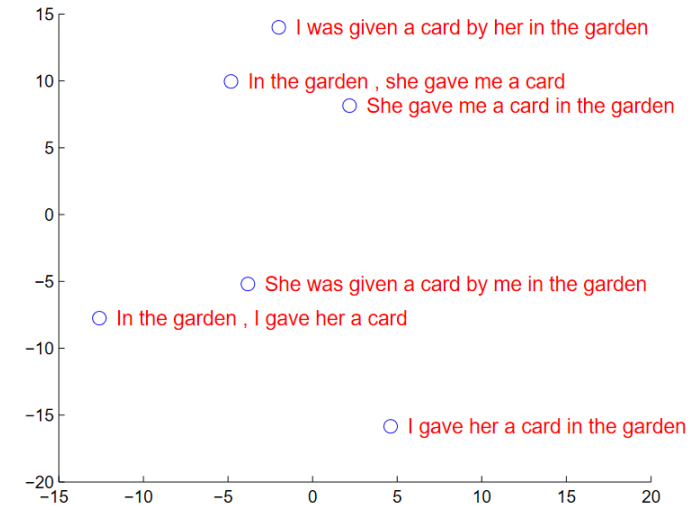 15
I was given a card by her in the garden
10
In the garden , she gave me a card
She gave me a card in the garden
5
0
−5
She was given a card by me in the garden
In the garden , I gave her a card
−10
−15
I gave her a card in the garden
−20
−15 −10 −5 0 5 10 15 20